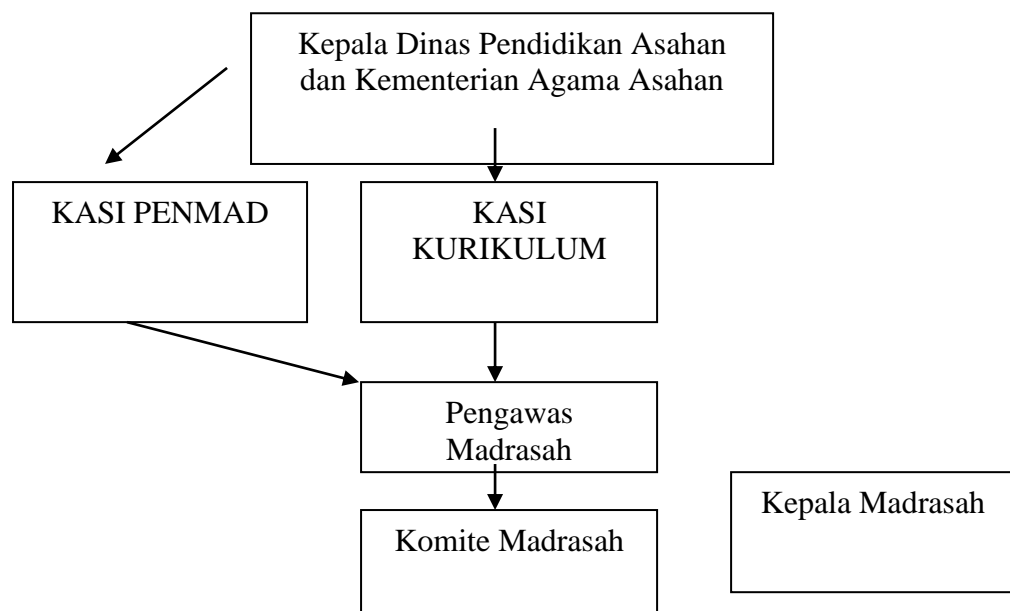 Kepala Dinas Pendidikan Asahan
dan Kementerian Agama Asahan
KASI PENMAD
KASI
KURIKULUM
Pengawas
Madrasah
Kepala Madrasah
Komite Madrasah